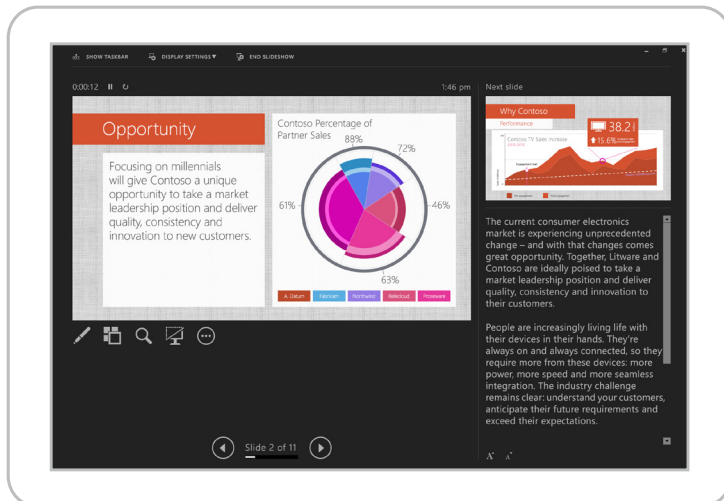 SHOW TASKBAR
DISPLAY SETTINGS ▼
END SLIDESHOW
0:00:12
1:46 pm
Opportunity
Focusing on millennials
will give Contoso a unique
opportunity to take a market
leadership position and deliver
quality, consistency and
innovation to new customers.
Contoso Percentage of
Partner Sales
88%
72%
61%
46%
63%
A. Datum
Fabrikam
Northwind
Relecloud
Proseware
Slide 2 of 11
Next slide
Why Contoso
Performance
38.2
15.6%
Contoso TV Sales Increase
The current consumer electronics
market is experiencing unprecedented
change – and with that changes comes
great opportunity. Together, Litware and
Contoso are ideally poised to take a
market leadership position and deliver
quality, consistency and innovation to
their customers.
People are increasingly living life with
their devices in their hands. They're
always on and always connected, so they
require more from these devices: more
power, more speed and more seamless
integration. The industry challenge
remains clear: understand your customers,
anticipate their future requirements and
exceed their expectations.
A A